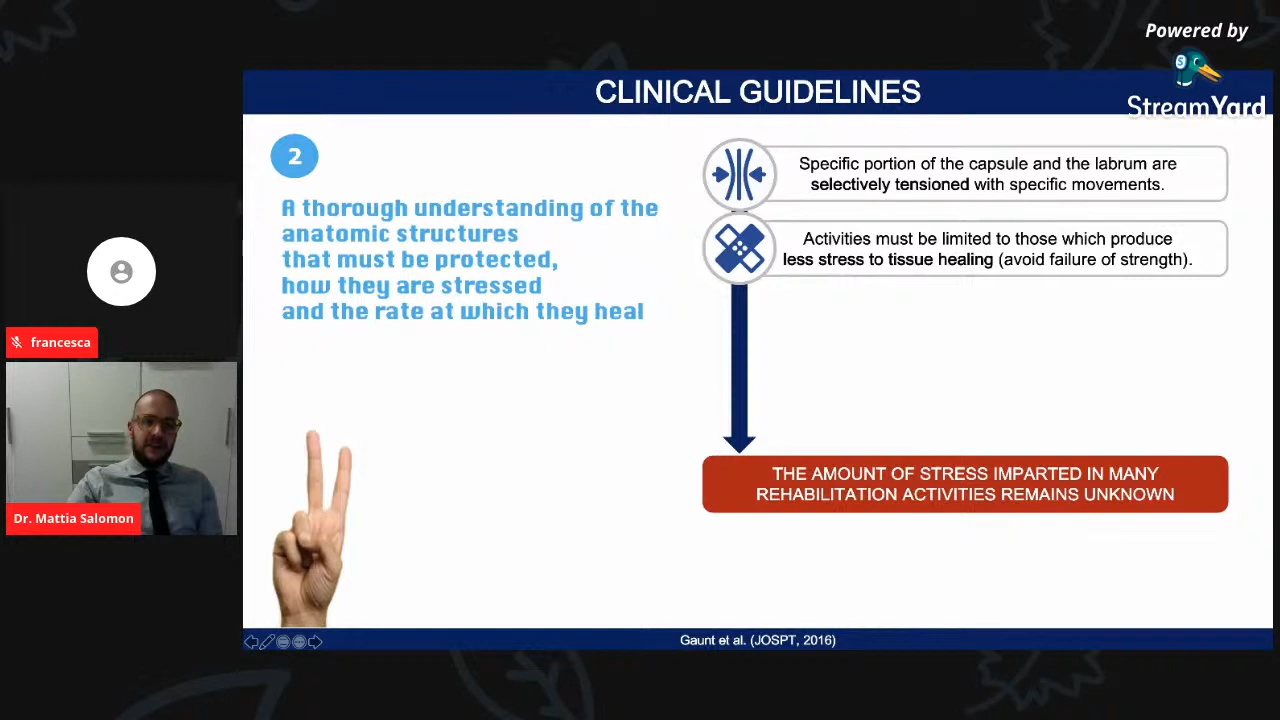 Powered by
StreamYard
CLINICAL GUIDELINES
2
A thorough understanding of the
anatomic structures
that must be protected,
how they are stressed
and the rate at which they heal
Specific portion of the capsule and the labrum are
selectively tensioned with specific movements.
Activities must be limited to those which produce
less stress to tissue healing (avoid failure of strength).
THE AMOUNT OF STRESS IMPARTED IN MANY
REHABILITATION ACTIVITIES REMAINS UNKNOWN
Gaunt et al. (JOSPT, 2016)
francesca
Dr. Mattia Salomon